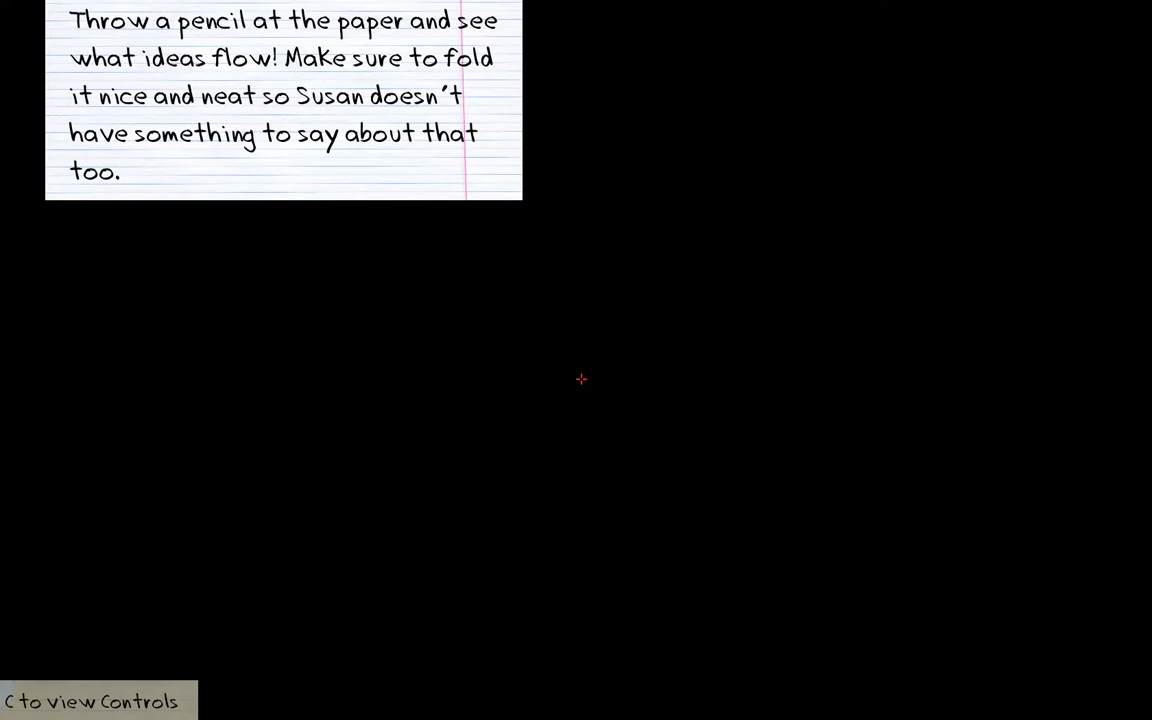 Throw a pencil at the paper and see
what ideas flow! Make sure to fold
it nice and neat so Susan doesn't
have something to say about that
too.
C to view Controls